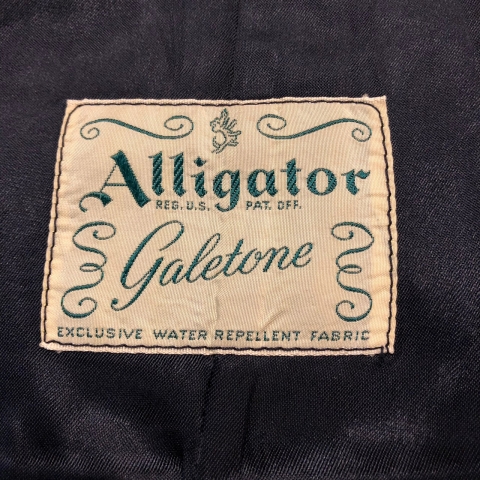 Alligator
REG. U.S. PAT. OFF.
Galetone
EXCLUSIVE WATER REPELLENT FABRIC